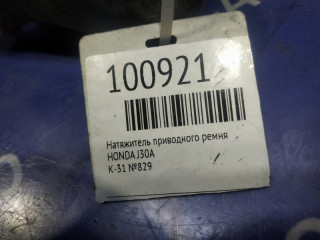 100921
Натяжитель приводного ремня
HONDA J30A
К-31 №829